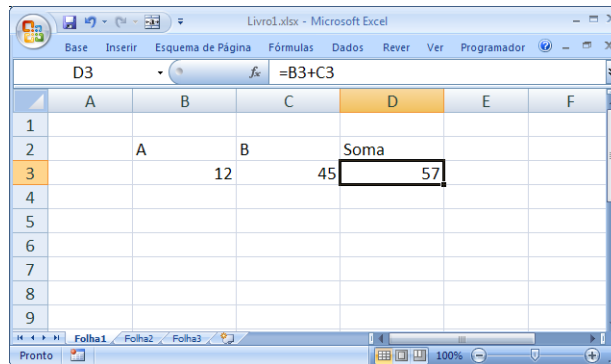 Livro1.xlsx - Microsoft Excel
Base Inserir Esquema de Página Fórmulas Dados Rever Ver Programador
D3 fx =B3+C3
A B C D E F
1
2 A B Soma
3 12 45 57
4
5
6
7
8
9
Folha1 Folha2 Folha3
Pronto 100%